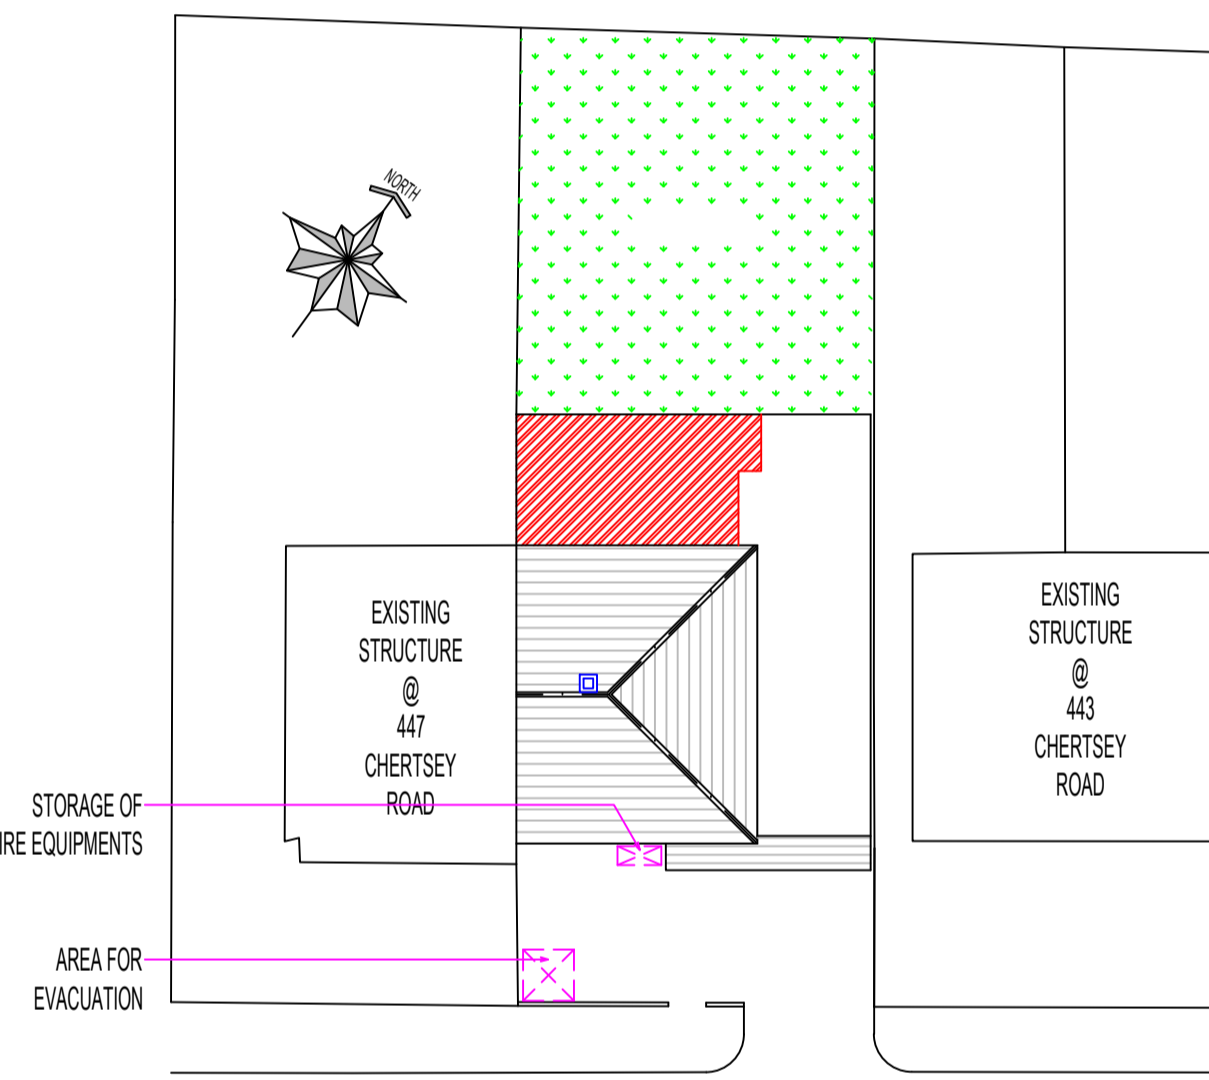 NORTH
EXISTING
STRUCTURE
@
447
CHERTSEY
ROAD
EXISTING
STRUCTURE
@
443
CHERTSEY
ROAD
STORAGE OF
IRE EQUIPMENTS
AREA FOR
EVACUATION